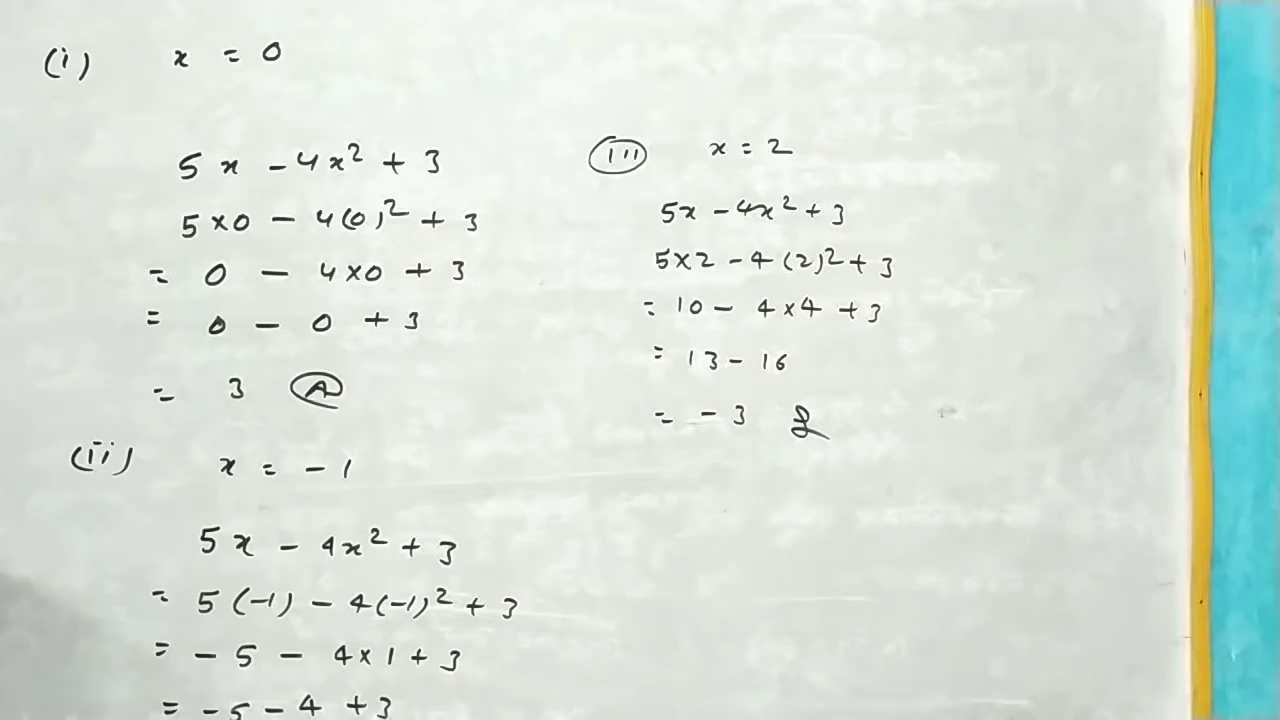 (i) x = 0
5x - 4x² + 3
5×0 - 4(0)² + 3
= 0 - 4×0 + 3
= 0 - 0 + 3
= 3 A
(ii) x = -1
5x - 4x² + 3
= 5(-1) - 4(-1)² + 3
= -5 - 4×1 + 3
= -5 - 4 + 3
(iii) x = 2
5x - 4x² + 3
5×2 - 4(2)² + 3
= 10 - 4×4 + 3
= 13 - 16
= -3